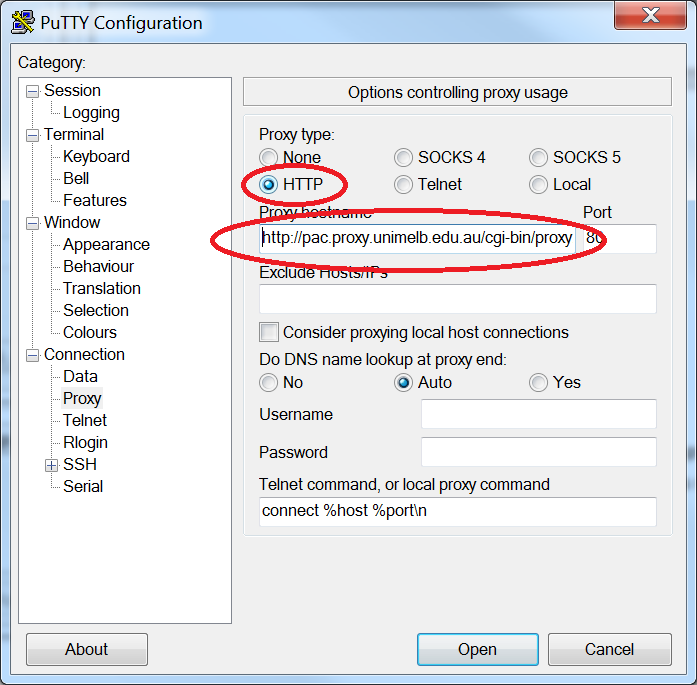 PuTTY Configuration
Category:
Session
Logging
Terminal
Keyboard
Bell
Features
Window
Appearance
Behaviour
Translation
Selection
Colours
Connection
Data
Proxy
Telnet
Rlogin
SSH
Serial
Options controlling proxy usage
Proxy type:
None SOCKS 4 SOCKS 5
HTTP Telnet Local
Proxy hostname Port
http://pac.proxy.unimelb.edu.au/cgi-bin/proxy 80
Exclude Hosts/IPs
Consider proxying local host connections
Do DNS name lookup at proxy end:
No Auto Yes
Username
Password
Telnet command, or local proxy command
connect %host %port\n
About Open Cancel